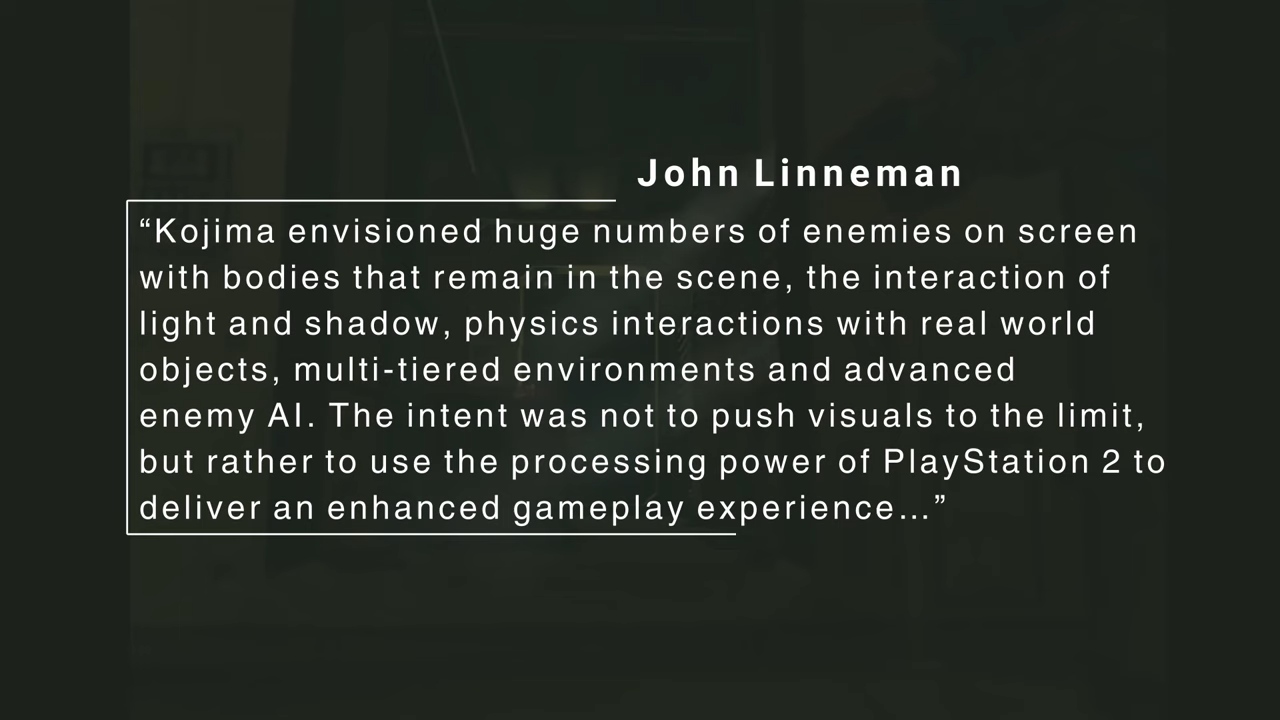 John Linneman
“Kojima envisioned huge numbers of enemies on screen
with bodies that remain in the scene, the interaction of
light and shadow, physics interactions with real world
objects, multi-tiered environments and advanced
enemy AI. The intent was not to push visuals to the limit,
but rather to use the processing power of PlayStation 2 to
deliver an enhanced gameplay experience...”